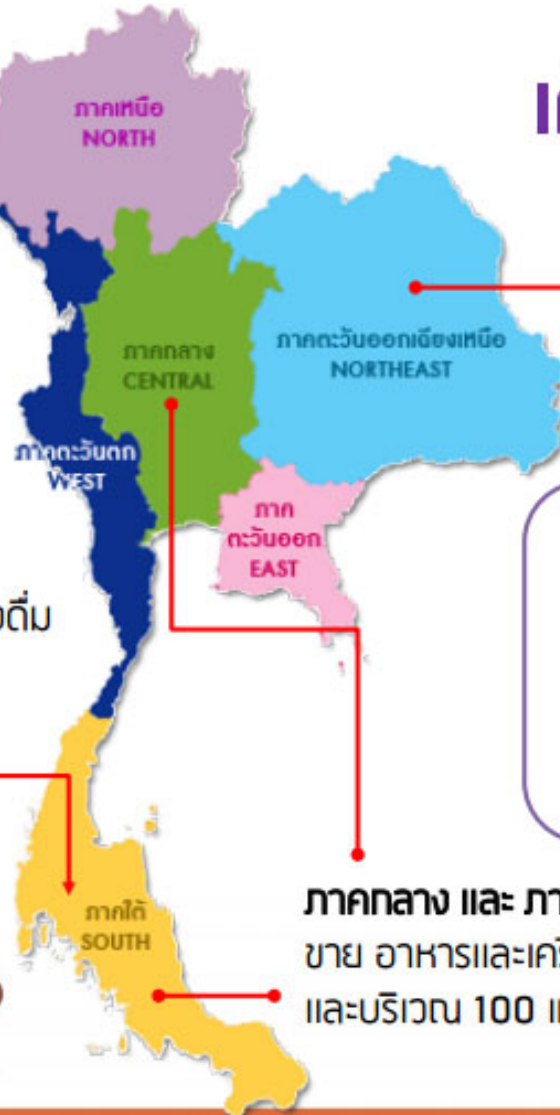 ภาคเหนือ
NORTH
ภาคตะวันออกเฉียงเหนือ
NORTHEAST
ภาคกลาง
CENTRAL
ภาคตะวันตก
WEST
ภาค
ตะวันออก
EAST
ภาคใต้
SOUTH
ภาคกลาง และ
ขาย อาหารและ
และบริเวณ 100